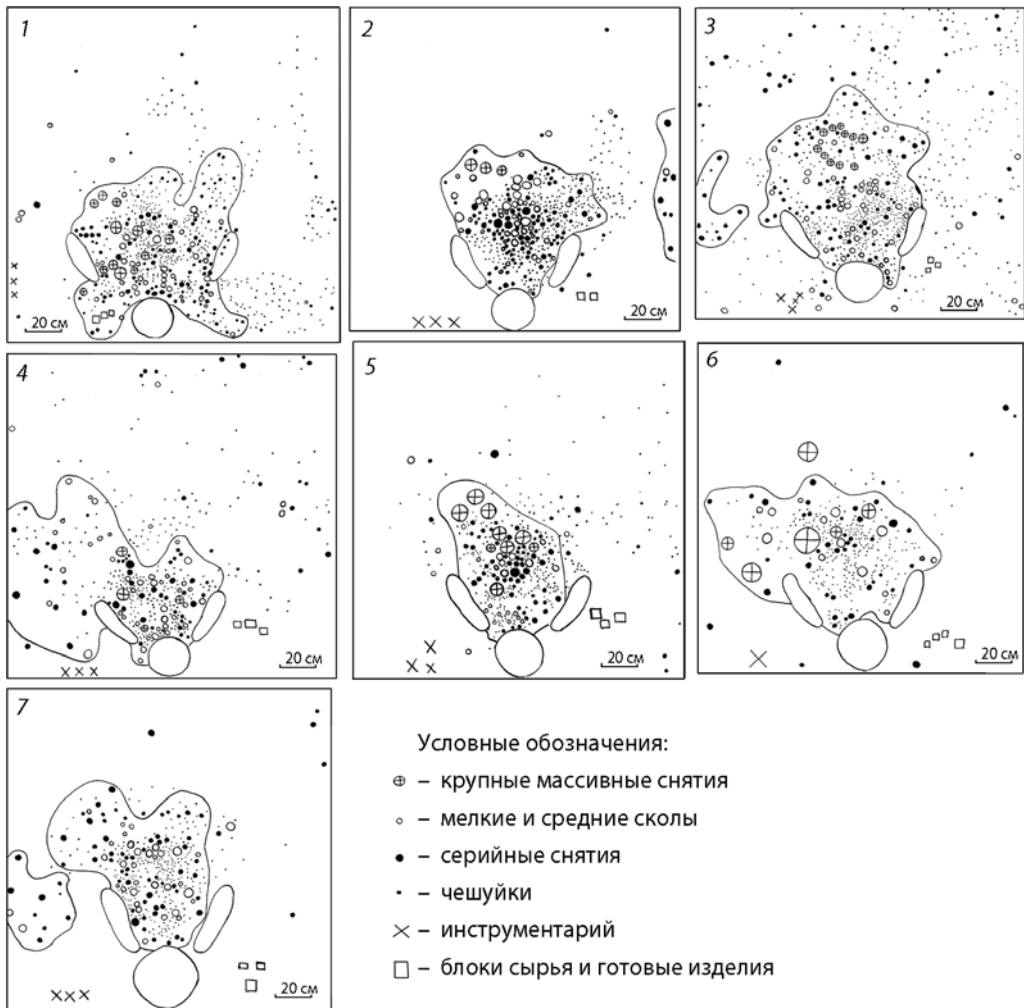 1
2
3
20 см
20 см
20 см
4
5
6
20 см
20 см
20 см
7
20 см
Условные обозначения:
– крупные массивные снятия
– мелкие и средние сколы
– серийные снятия
– чешуйки
– инструментарий
– блоки сырья и готовые изделия